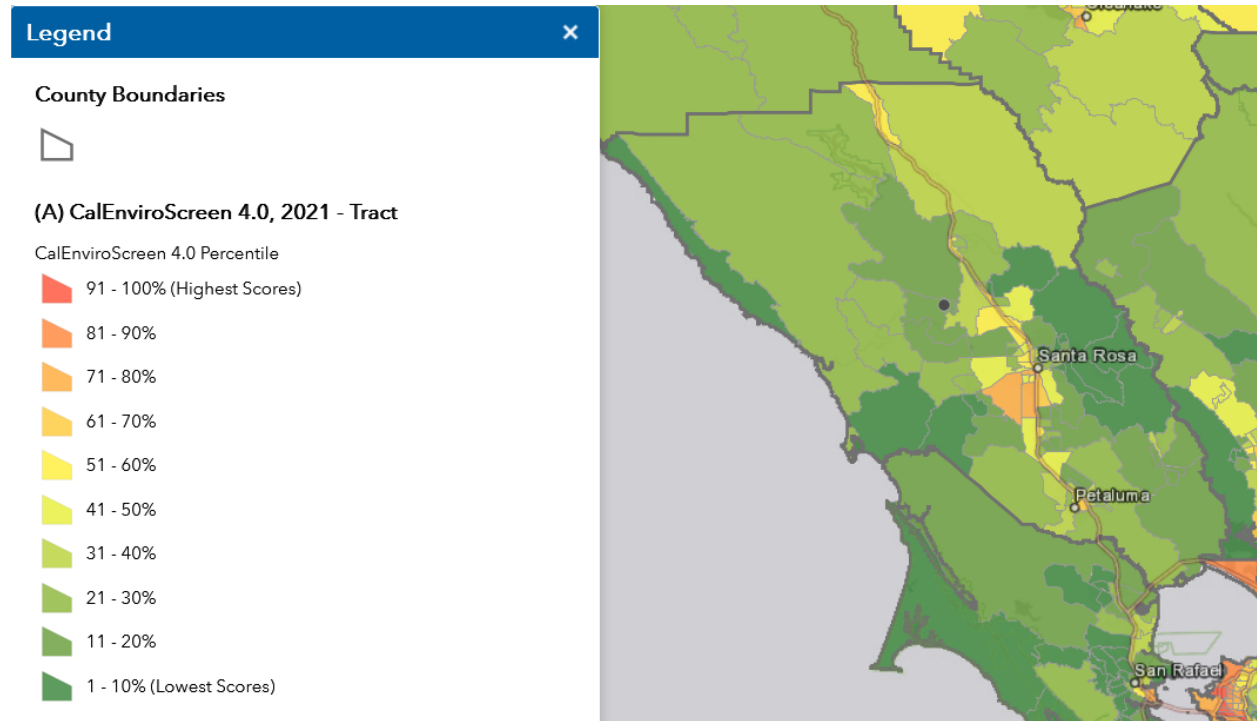 Legend
×
County Boundaries
(A) CalEnviroScreen 4.0, 2021 - Tract
CalEnviroScreen 4.0 Percentile
91 - 100% (Highest Scores)
81 - 90%
71 - 80%
61 - 70%
51 - 60%
41 - 50%
31 - 40%
21 - 30%
11 - 20%
1 - 10% (Lowest Scores)
Santa Rosa
Petaluma
San Rafael